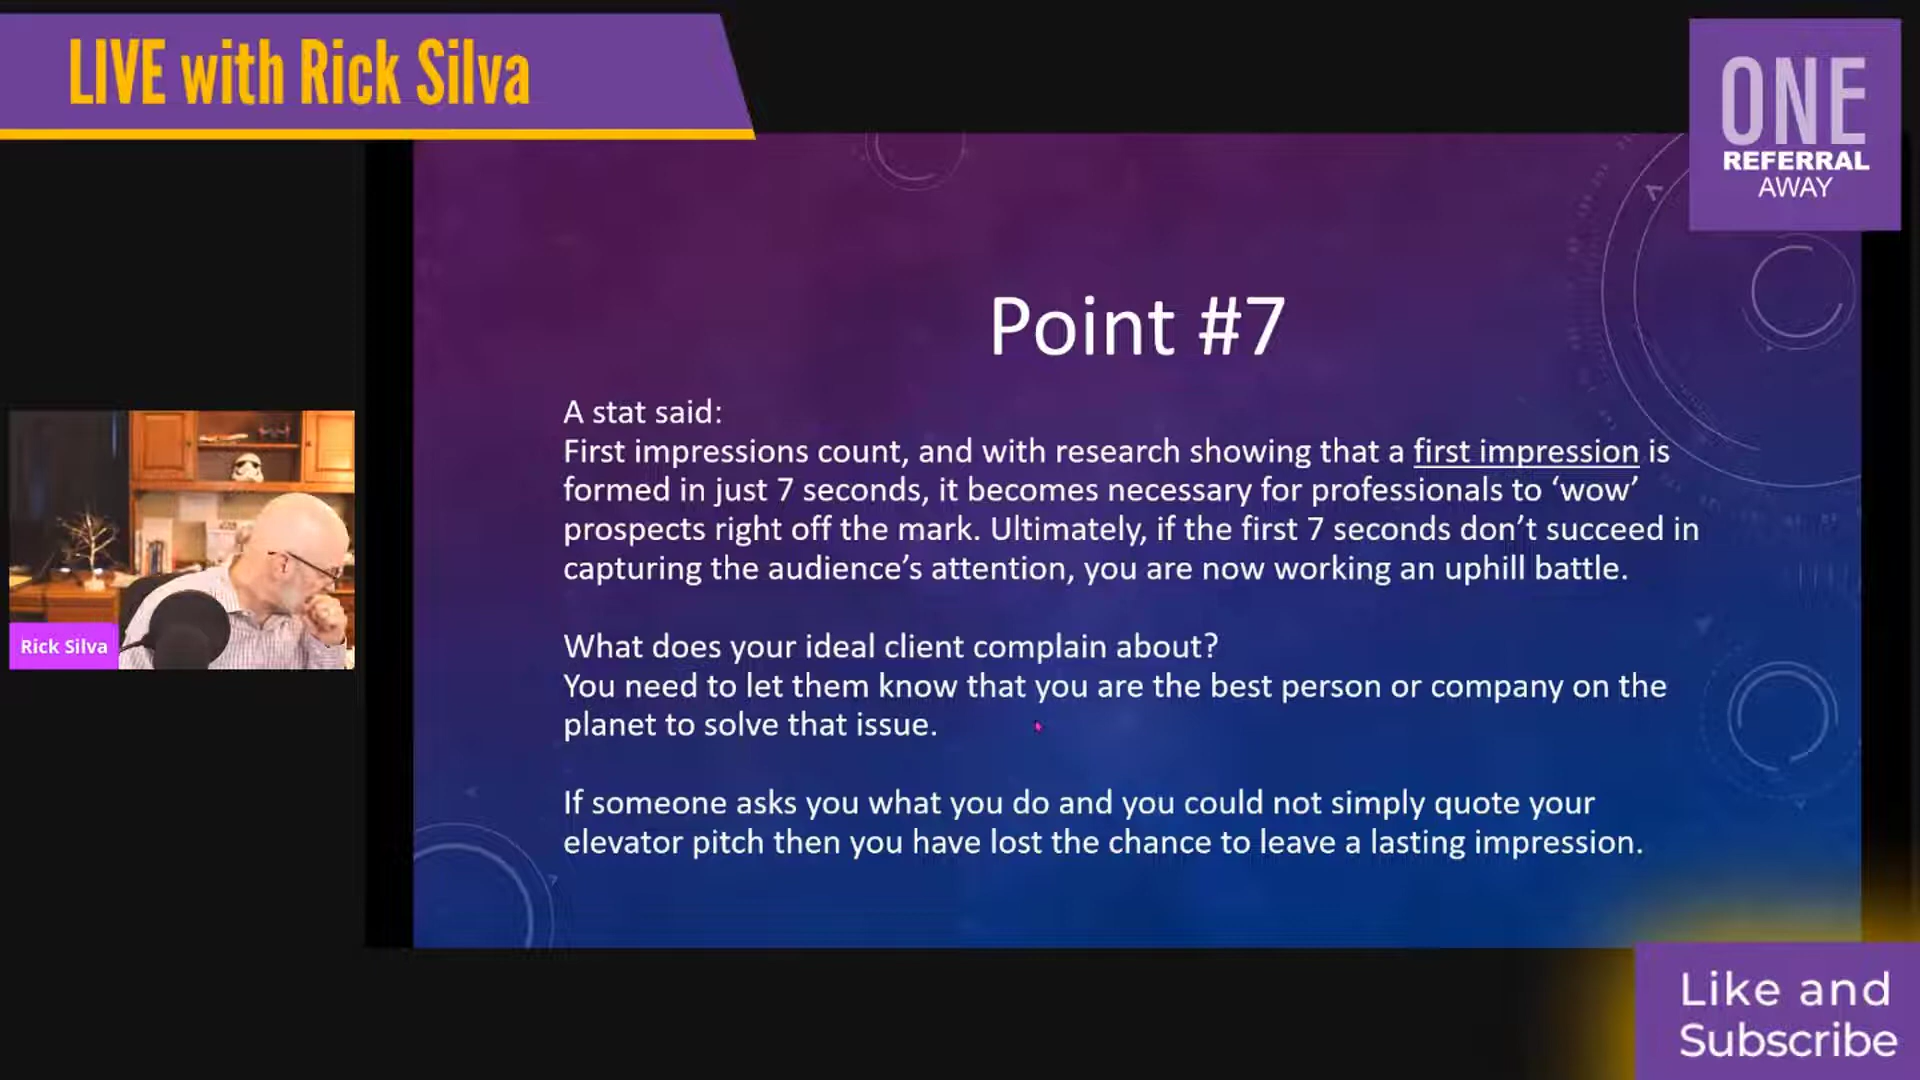 LIVE with Rick Silva
ONE
REFERRAL
AWAY
Point #7
A stat said:
First impressions count, and with research showing that a first impression is
formed in just 7 seconds, it becomes necessary for professionals to ‘wow’
prospects right off the mark. Ultimately, if the first 7 seconds don’t succeed in
capturing the audience’s attention, you are now working an uphill battle.
What does your ideal client complain about?
You need to let them know that you are the best person or company on the
planet to solve that issue.
If someone asks you what you do and you could not simply quote your
elevator pitch then you have lost the chance to leave a lasting impression.
Rick Silva
Like and
Subscribe